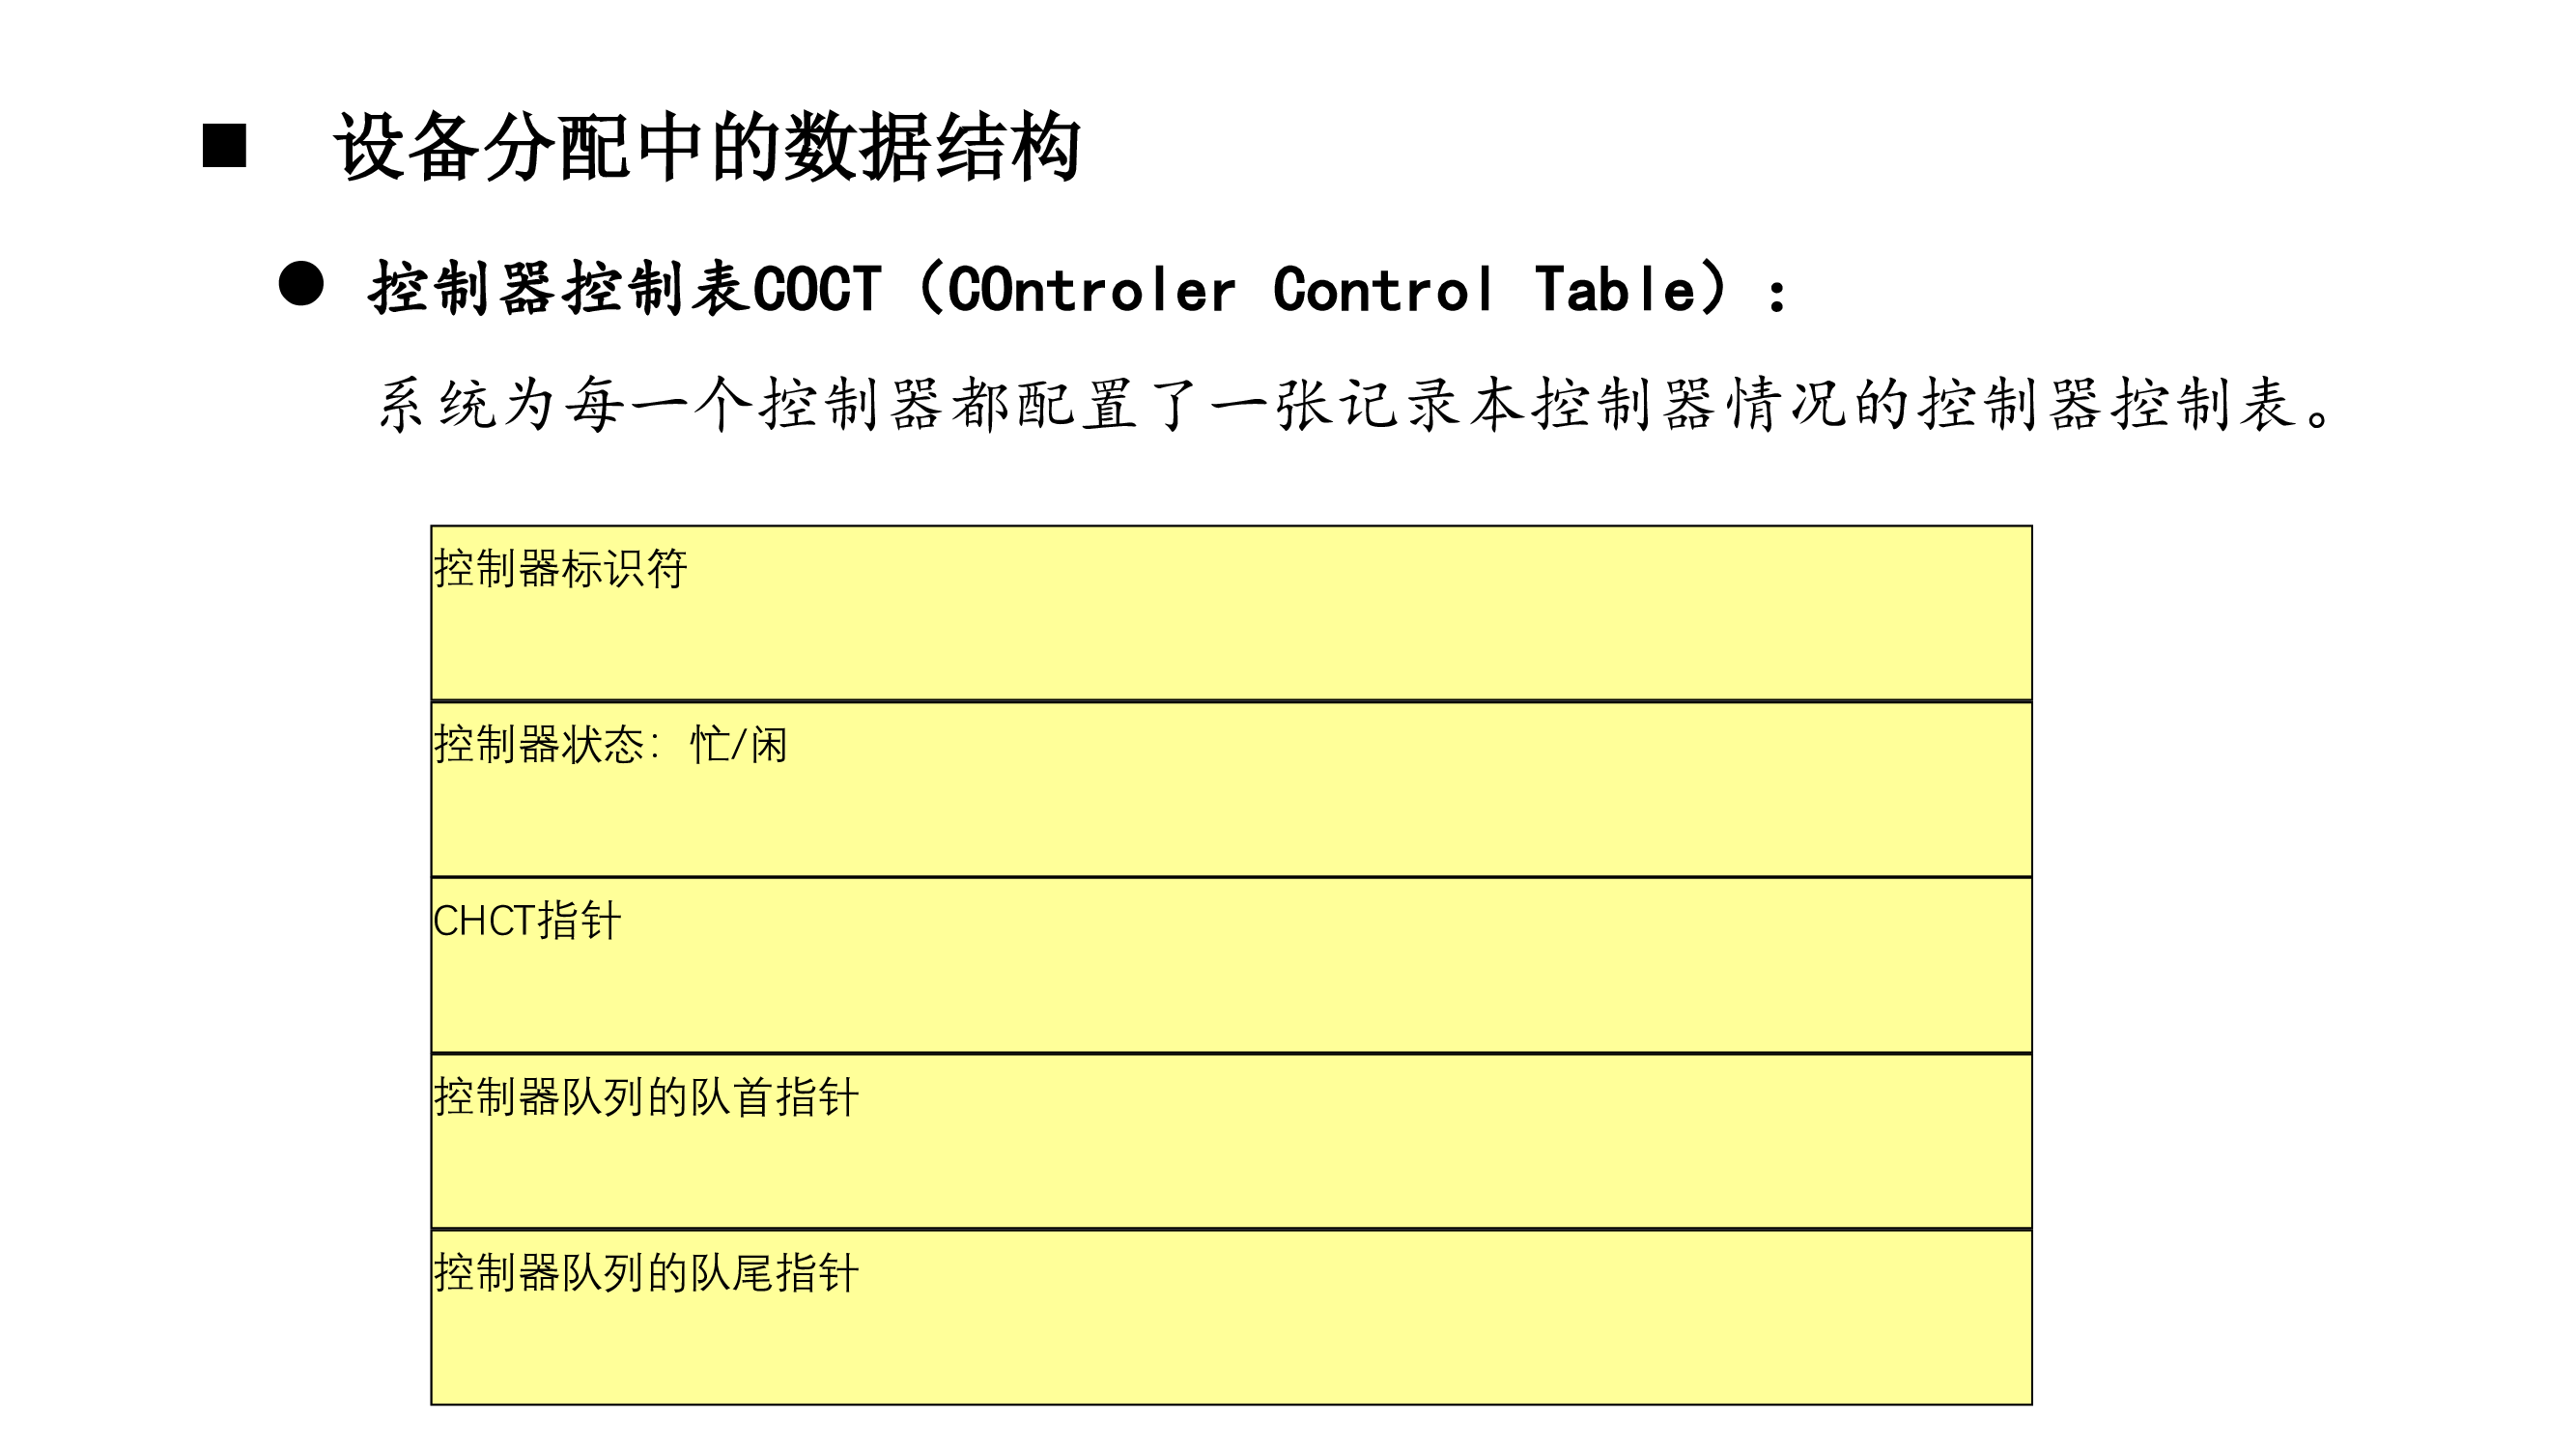 设备分配中的数据结构
控制器控制表COCT（COntroler Control Table）：
系统为每一个控制器都配置了一张记录本控制器情况的控制器控制表。
控制器标识符
控制器状态：忙/闲
CHCT指针
控制器队列的队首指针
控制器队列的队尾指针